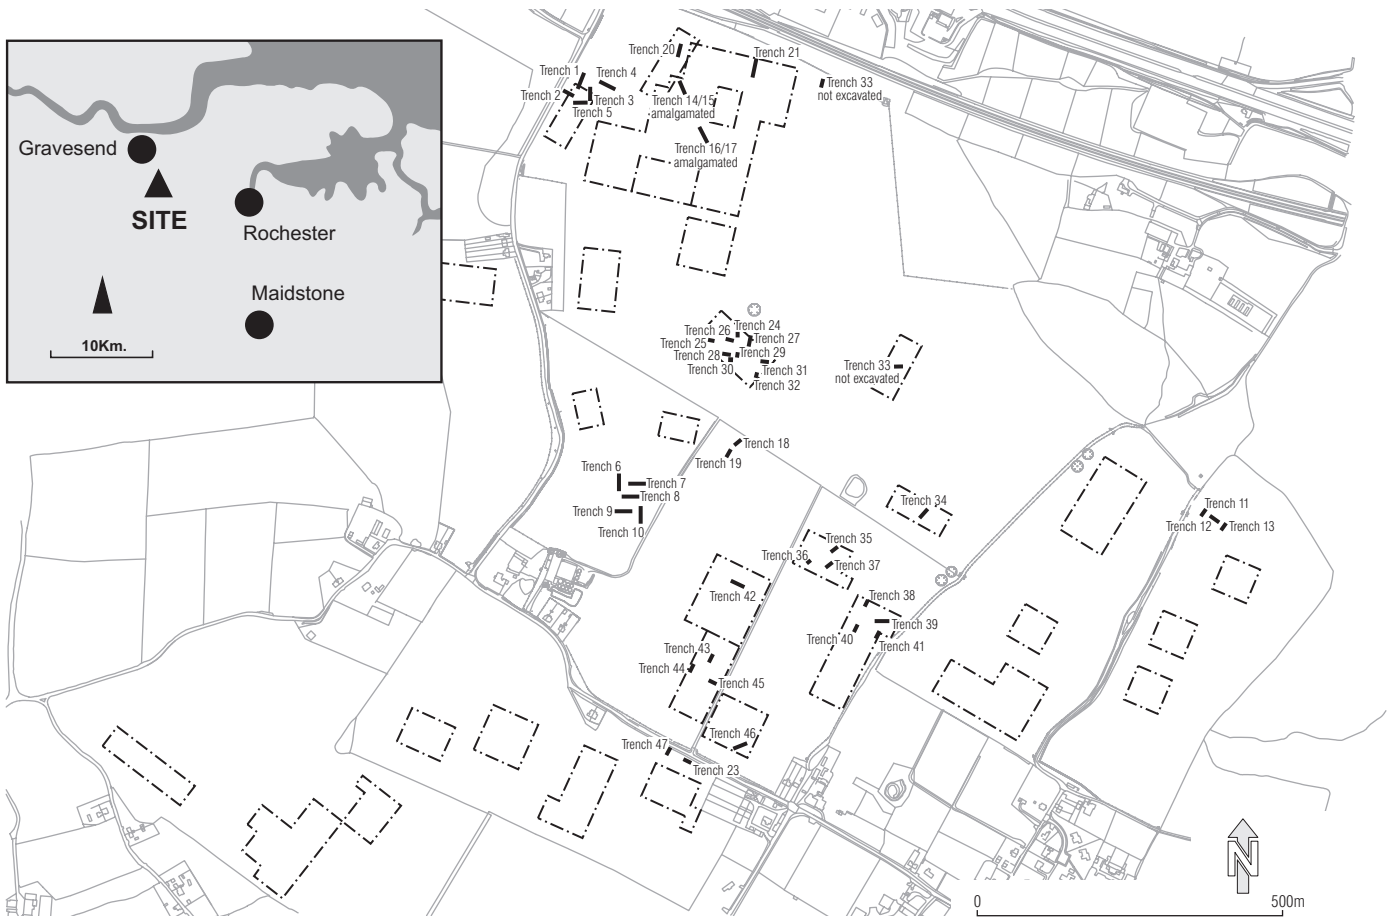 Gravesend
SITE
Rochester
Maidstone
10Km.
Trench 20
Trench 21
Trench 1
Trench 4
Trench 2
Trench 3
Trench 5
Trench 14/15
amalgamated
Trench 33
not excavated
Trench 16/17
amalgamated
Trench 24
Trench 26
Trench 27
Trench 25
Trench 28
Trench 29
Trench 30
Trench 31
Trench 32
Trench 33
not excavated
Trench 18
Trench 19
Trench 6
Trench 7
Trench 8
Trench 9
Trench 10
Trench 34
Trench 11
Trench 12
Trench 13
Trench 35
Trench 36
Trench 37
Trench 42
Trench 38
Trench 39
Trench 40
Trench 41
Trench 43
Trench 44
Trench 45
Trench 46
Trench 47
Trench 23
N
0
500m